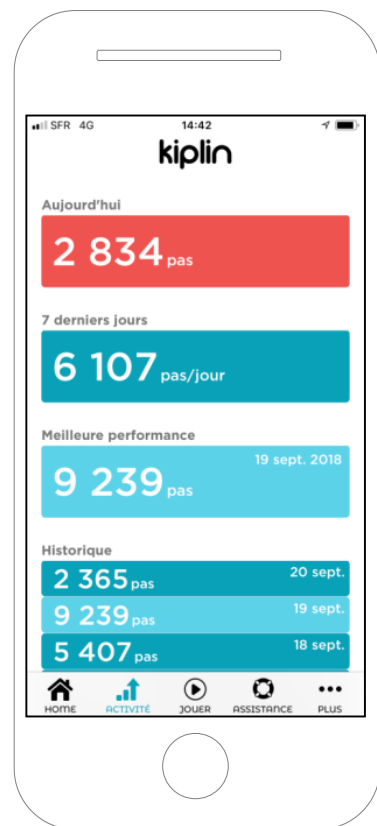 SFR 4G 14:42
kiplin
Aujourd'hui
2 834 pas
7 derniers jours
6 107 pas/jour
Meilleure performance
19 sept. 2018
9 239 pas
Historique
2 365 pas 20 sept.
9 239 pas 19 sept.
5 407 pas 18 sept.
HOME ACTIVITÉ JOUER ASSISTANCE PLUS